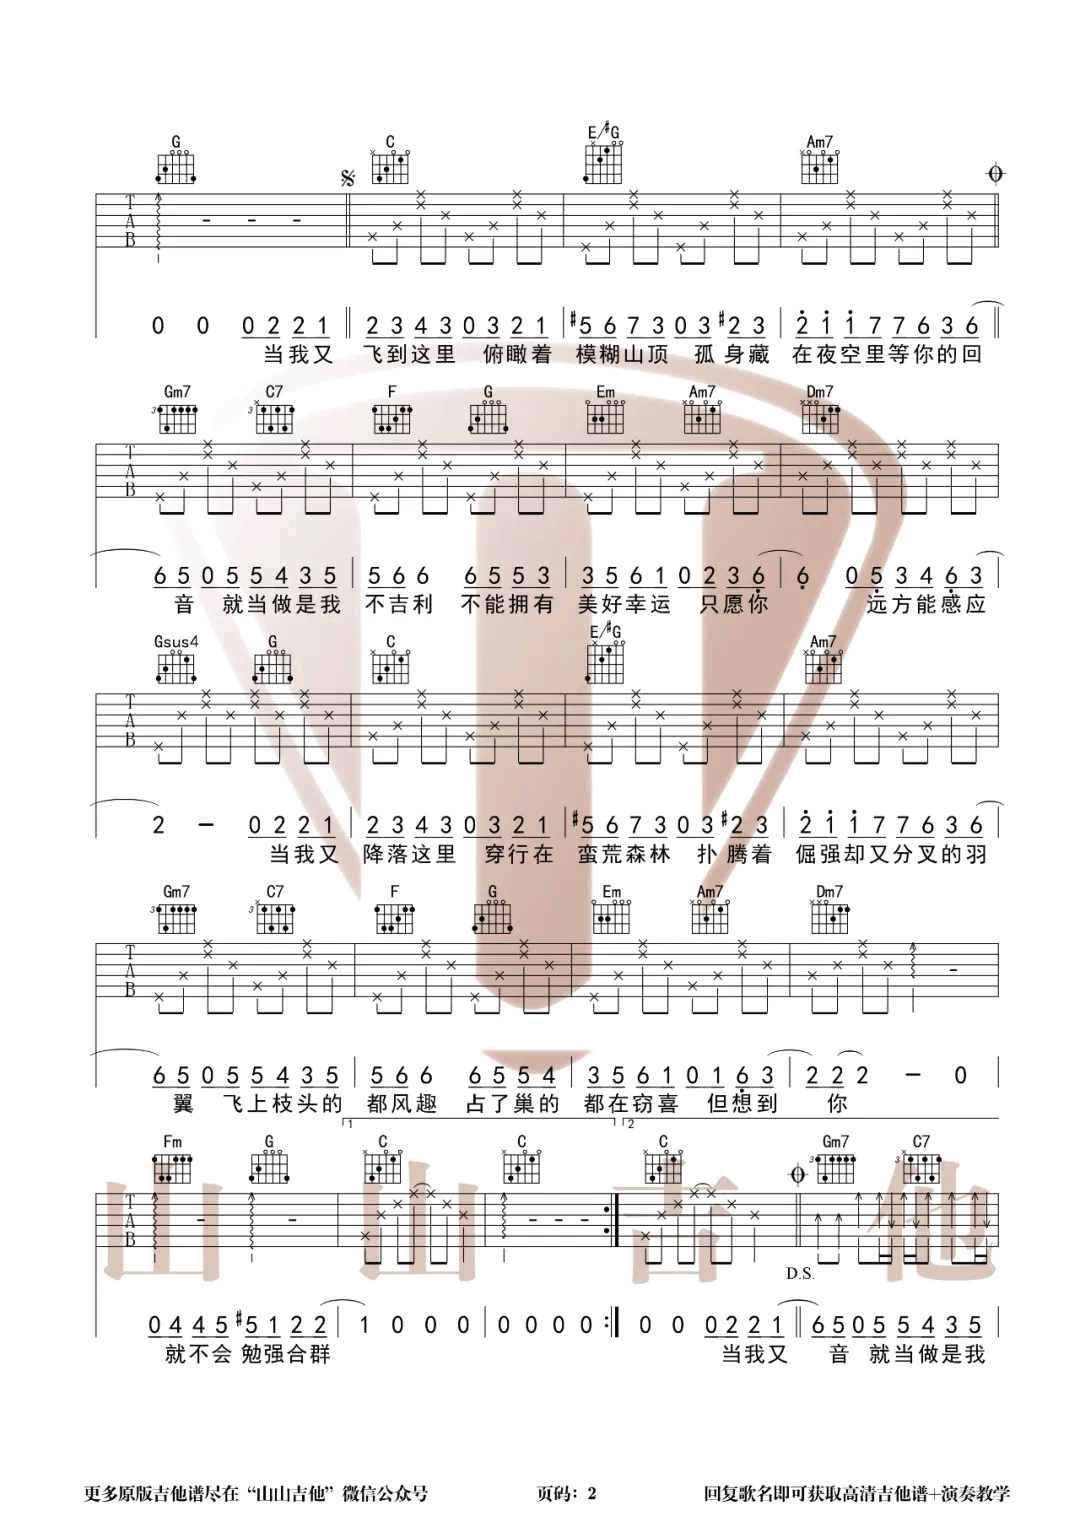 G C E/#G Am7
T A B
0 0 0 2 2 1 2 3 4 3 0 3 2 1 #5 6 7 3 0 3 #2 3 2 1 1 7 7 6 3 6
当我又 飞到这里 俯瞰着 模糊山顶 孤 身藏 在夜空里等你的回
Gm7 C7 F G Em Am7 Dm7
3 3
T A B
6 5 0 5 5 4 3 5 5 6 6 6 5 5 3 3 5 6 1 0 2 3 6 6 0 5 3 4 6 3
音 就当做是我 不吉利 不能拥有 美好幸运 只愿你 远方能感应
Gsus4 G C E/#G Am7
T A B
2 - 0 2 2 1 2 3 4 3 0 3 2 1 #5 6 7 3 0 3 #2 3 2 1 1 7 7 6 3 6
当我又 降落这里 穿行在 蛮荒森林 扑 腾着 倔强却又分叉的羽
Gm7 C7 F G Em Am7 Dm7
3 3
T A B
6 5 0 5 5 4 3 5 5 6 6 6 5 5 4 3 5 6 1 0 1 6 3 2 2 2 - 0
翼 飞上枝头的 都风趣 占了巢的 都在窃喜 但想到 你
1 2
Fm G C C C Gm7 C7
3 3
T A B
D.S.
0 4 4 5 #5 1 2 2 1 0 0 0 0 0 0 0 0 0 0 2 2 1 6 5 0 5 5 4 3 5
就不会 勉强合群 当我又 音 就当做是我
山山吉他
更多原版吉他谱尽在“山山吉他”微信公众号 页码：2 回复歌名即可获取高清吉他谱+演奏教学